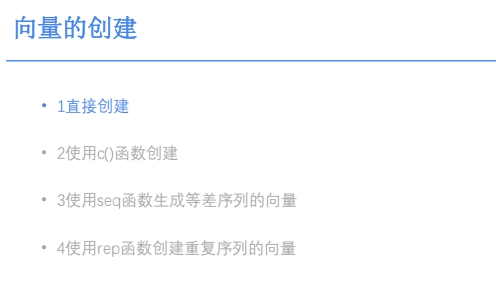 向量的创建
• 1直接创建
• 2使用c()函数创建
• 3使用seq函数生成等差序列的向量
• 4使用rep函数创建重复序列的向量